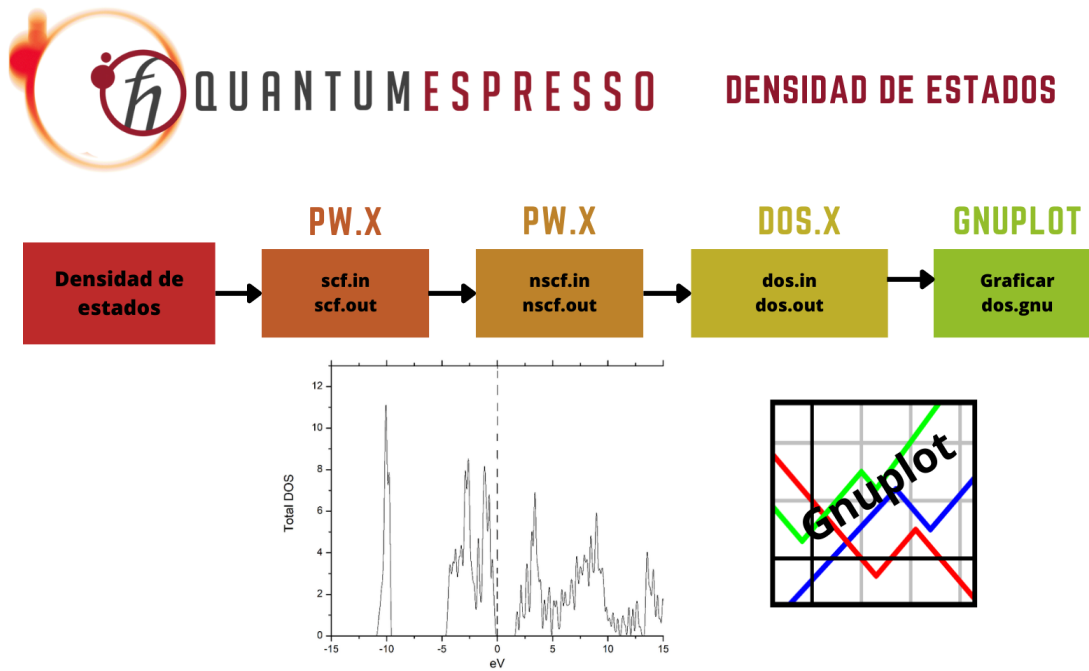 ℏ QUANTUMESPRESSO
DENSIDAD DE ESTADOS
PW.X
PW.X
DOS.X
GNUPLOT
Densidad de
estados
scf.in
scf.out
nscf.in
nscf.out
dos.in
dos.out
Graficar
dos.gnu
Total DOS
12
10
8
6
4
2
0
-15
-10
-5
0
5
10
15
eV
Gnuplot